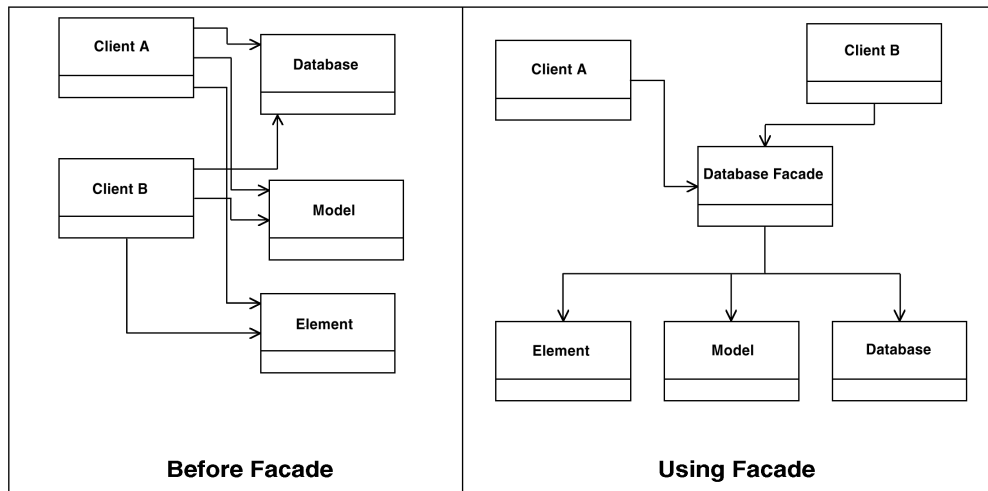 Client A
Database
Client B
Model
Element
Before Facade
Client B
Client A
Database Facade
Element
Model
Database
Using Facade